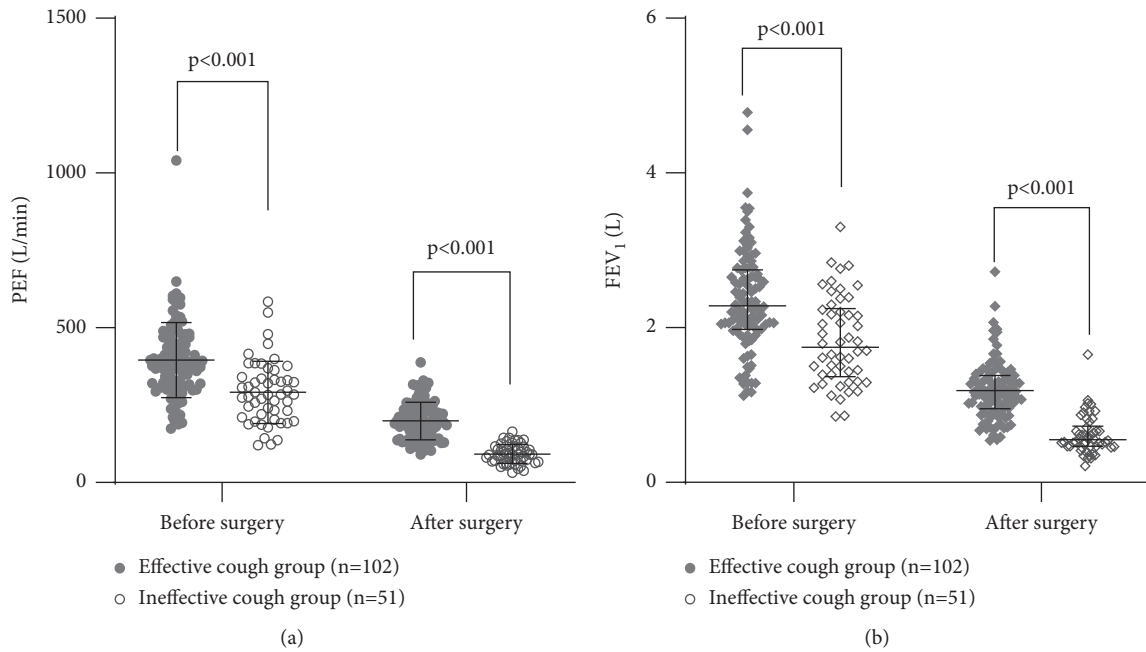 1500
1000
500
0
PEF (L/min)
p<0.001
p<0.001
Before surgery
After surgery
Effective cough group (n=102)
Ineffective cough group (n=51)
(a)
6
4
2
0
FEV₁ (L)
p<0.001
p<0.001
Before surgery
After surgery
Effective cough group (n=102)
Ineffective cough group (n=51)
(b)